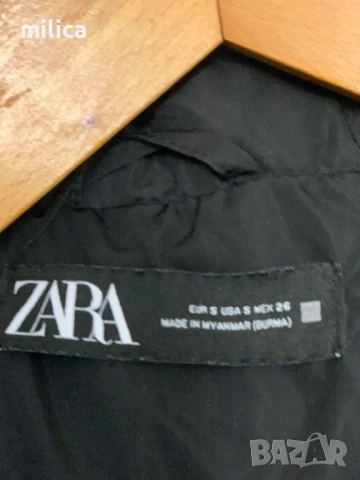 milica
ZARA
EUR S USA S MEX 26
MADE IN MYANMAR (BURMA)
BAZAR